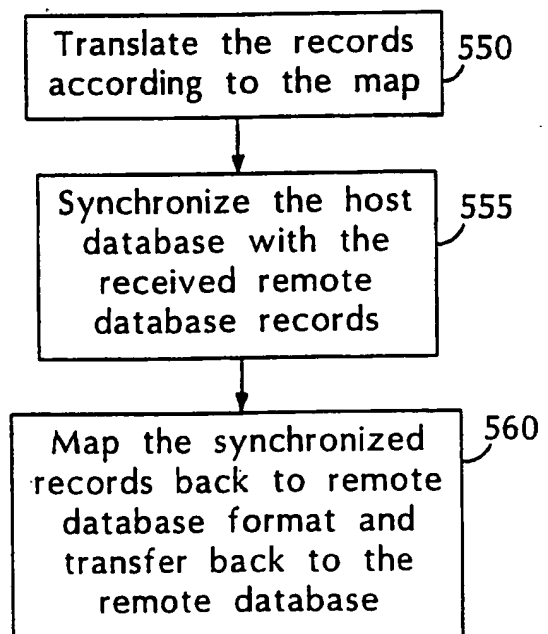 Translate the records
according to the map
550
Synchronize the host
database with the
received remote
database records
555
Map the synchronized
records back to remote
database format and
transfer back to the
remote database
560